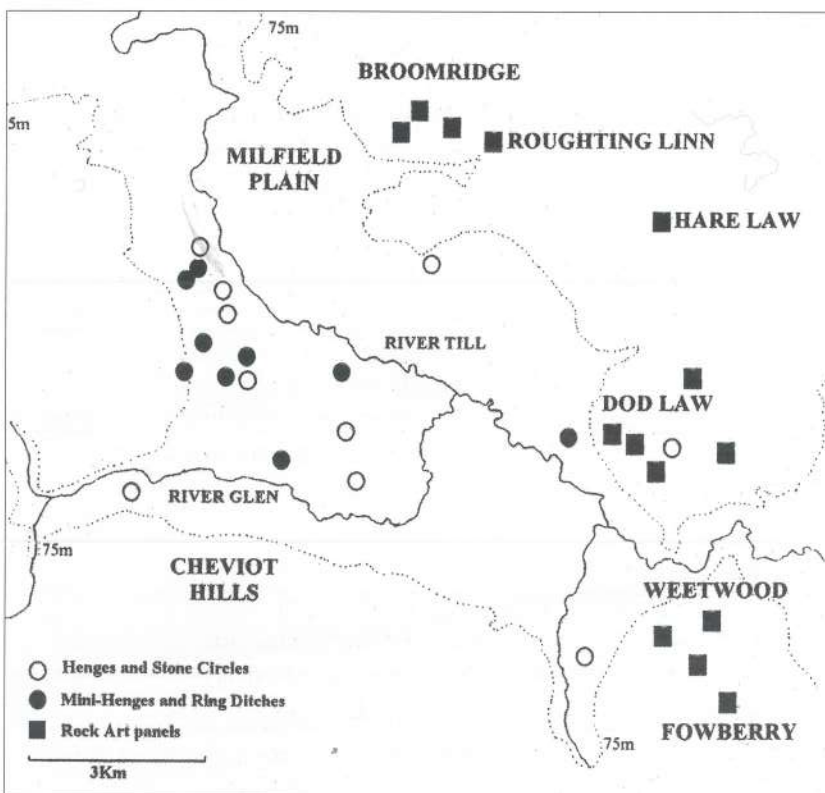 75m
BROOMRIDGE
5m
ROUGHTING LINN
MILFIELD
PLAIN
HARE LAW
RIVER TILL
DOD LAW
RIVER GLEN
75m
CHEVIOT
HILLS
WEETWOOD
Henges and Stone Circles
Mini-Henges and Ring Ditches
Rock Art panels
FOWBERRY
75m
3Km